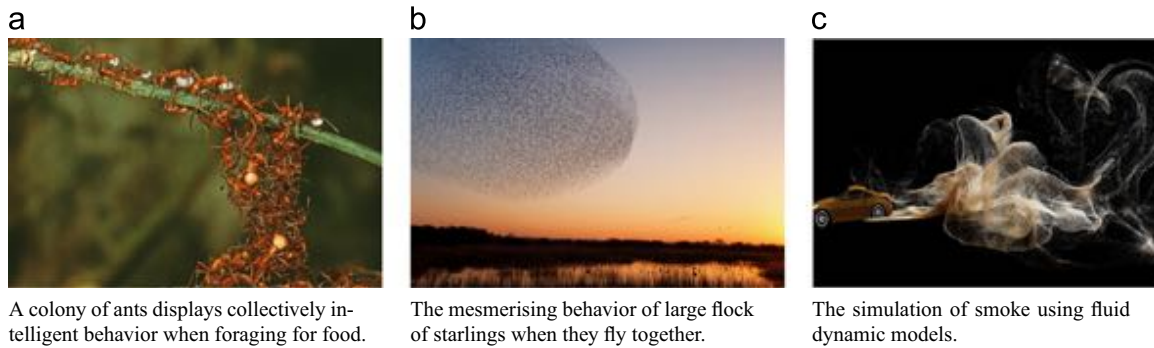 a
b
c
A colony of ants displays collectively in-
telligent behavior when foraging for food.
The mesmerising behavior of large flock
of starlings when they fly together.
The simulation of smoke using fluid
dynamic models.